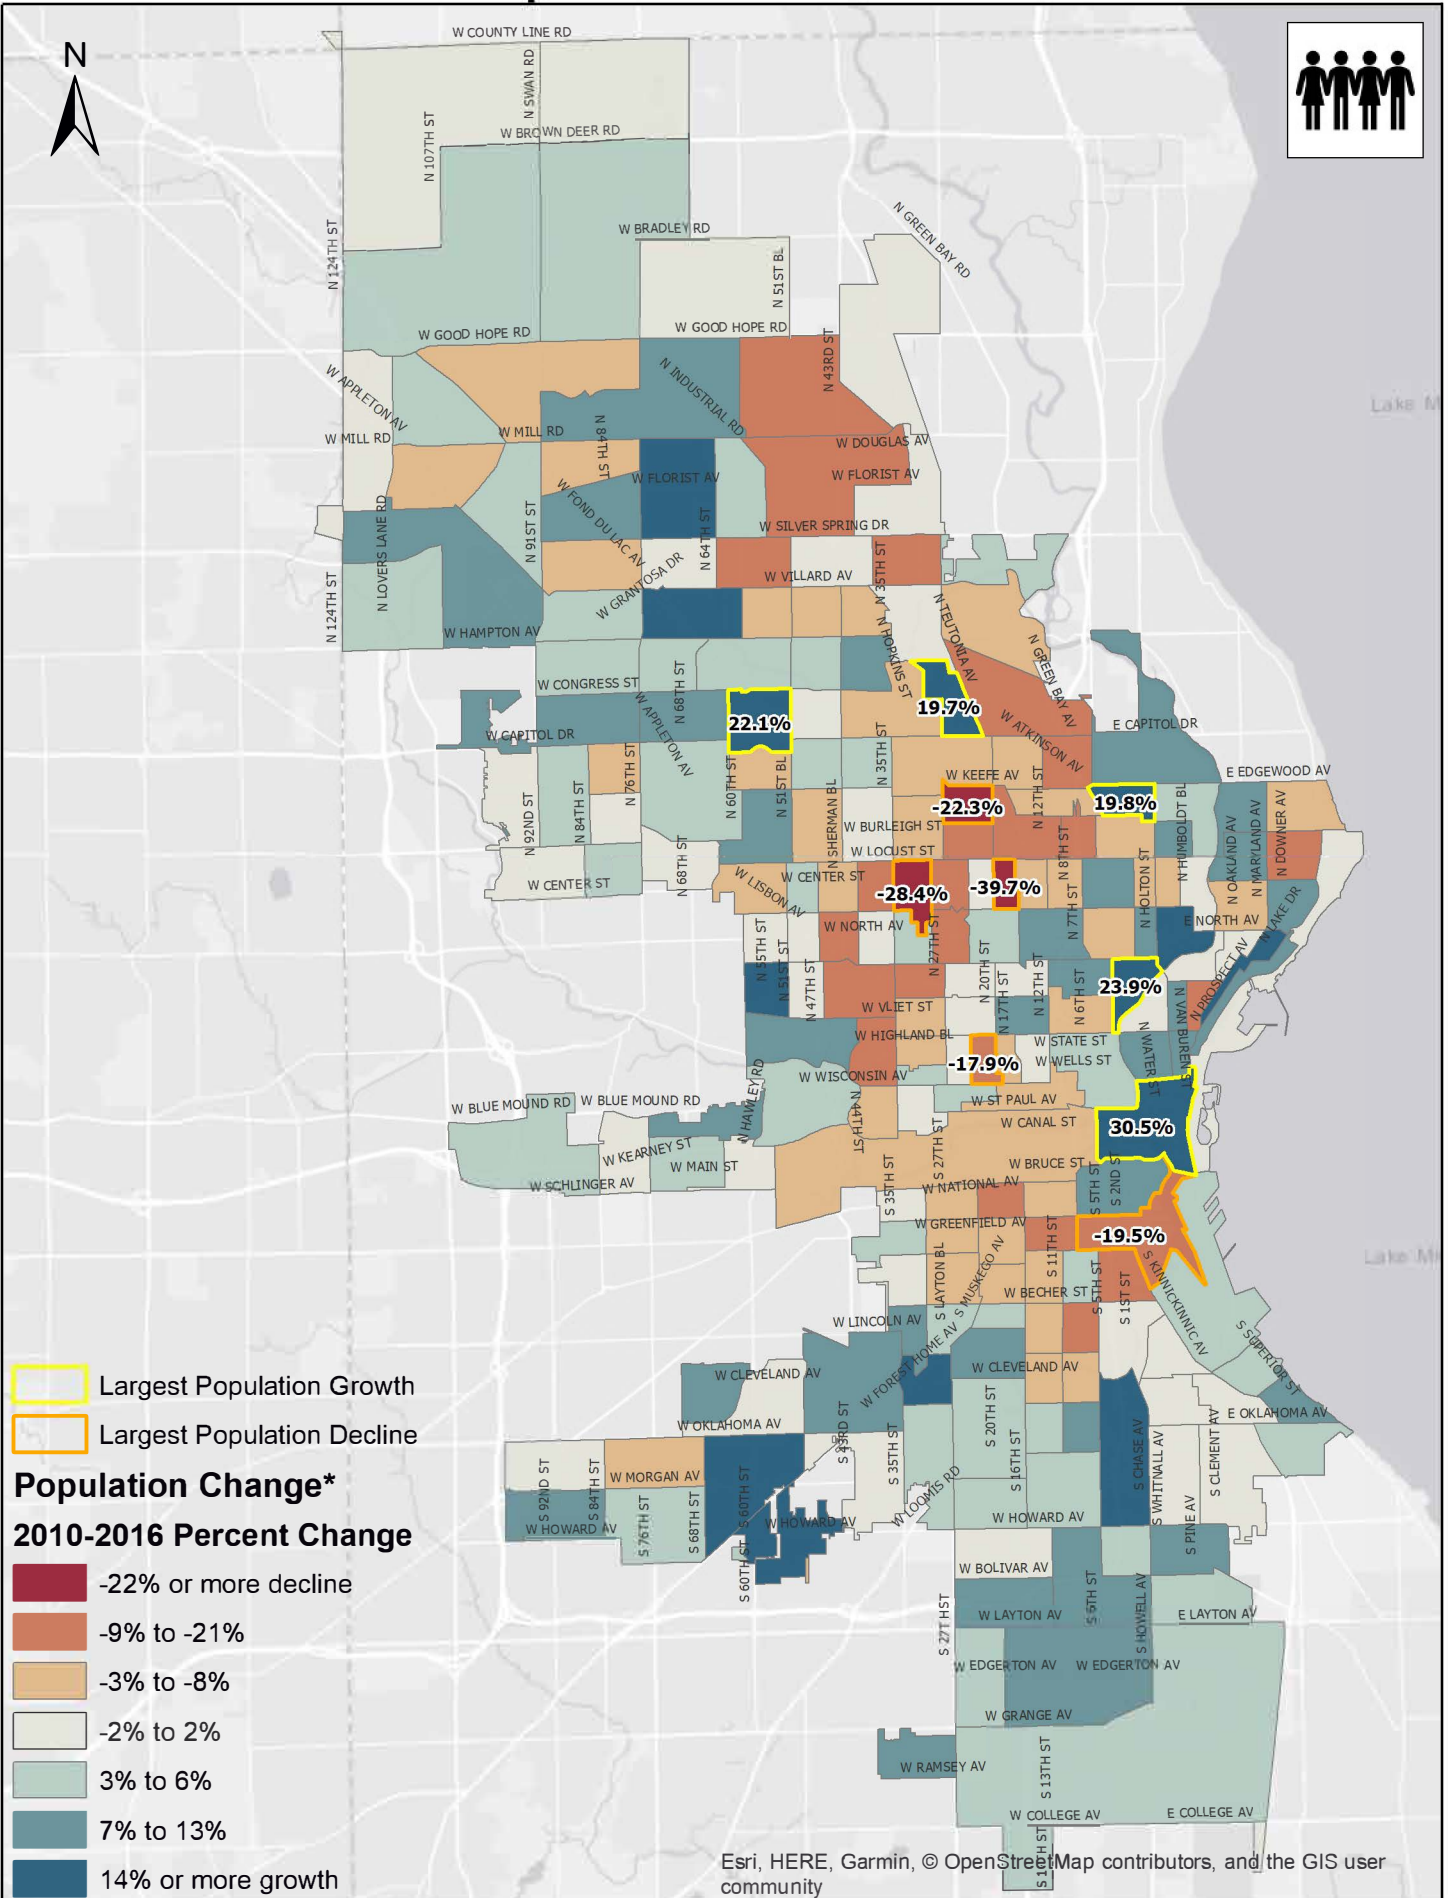 W COUNTY LINE RD
N
N SWAN RD
W BROWN DEER RD
N 107TH ST
N GREEN BAY RD
W BRADLEY RD
N 124TH ST
N 51ST BL
W GOOD HOPE RD
W GOOD HOPE RD
N 43RD ST
N INDUSTRIAL RD
W APPLETON AV
Lake M
W MILL RD
W MILL RD
N 84TH ST
W DOUGLAS AV
W FLORIST AV
W FLORIST AV
W FOND DU LAC AV
N LOVERS LANE RD
N 91ST ST
N 64TH ST
W SILVER SPRING DR
N 35TH ST
W VILLARD AV
W GRANTOSA DR
N 124TH ST
W HAMPTON AV
N HOPKINS ST
N TEUTONIA AV
N GREEN BAY AV
W CONGRESS ST
N 68TH ST
W APPLETON AV
22.1%
19.7%
W CAPITOL DR
W ATKINSON AV
E CAPITOL DR
N 76TH ST
N 35TH ST
N 60TH ST
N 51ST BL
W KEEFE AV
N 12TH ST
E EDGEWOOD AV
N 92ND ST
N 84TH ST
N SHERMAN BL
-22.3%
19.8%
N HUMBOLDT BL
W BURLEIGH ST
N OAKLAND AV
N MARYLAND AV
N DOWNER AV
W LOCUST ST
N 8TH ST
N 68TH ST
W CENTER ST
W LISBON AV
W CENTER ST
-28.4%
-39.7%
N 7TH ST
N HOLTON ST
N LAKE DR
W NORTH AV
E NORTH AV
N 27TH ST
N 55TH ST
N 51ST ST
N 47TH ST
N 20TH ST
N 17TH ST
N 12TH ST
N 6TH ST
23.9%
N PROSPECT AV
N VAN BUREN ST
W VLIET ST
W HIGHLAND BL
W STATE ST
W WELLS ST
N WATER ST
-17.9%
W WISCONSIN AV
N HAWLEY RD
W BLUE MOUND RD
W BLUE MOUND RD
W ST PAUL AV
N 44TH ST
W CANAL ST
30.5%
W KEARNEY ST
W MAIN ST
S 27TH ST
W BRUCE ST
W SCHLINGER AV
S 35TH ST
W NATIONAL AV
S 5TH ST
S 2ND ST
W GREENFIELD AV
-19.5%
S 11TH ST
S LAYTON BL
S MUSKEGO AV
S KINNICKINNIC AV
Lake Mi
W BECHER ST
S 5TH ST
S 1ST ST
W LINCOLN AV
S SUPERIOR ST
W FOREST HOME AV
W CLEVELAND AV
W CLEVELAND AV
Largest Population Growth
S 43RD ST
S 20TH ST
E OKLAHOMA AV
W OKLAHOMA AV
Largest Population Decline
S 35TH ST
S 16TH ST
S CHASE AV
S WHITNALL AV
S CLEMENT AV
Population Change*
S 92ND ST
S 84TH ST
W MORGAN AV
S 60TH ST
W LOOMIS RD
2010-2016 Percent Change
W HOWARD AV
S 76TH ST
S 68TH ST
W HOWARD AV
W HOWARD AV
S PINE AV
-22% or more decline
S 60TH ST
W BOLIVAR AV
S 6TH ST
S HOWELL AV
-9% to -21%
S 27T HST
W LAYTON AV
E LAYTON AV
-3% to -8%
W EDGERTON AV
W EDGERTON AV
-2% to 2%
W GRANGE AV
3% to 6%
W RAMSEY AV
S 13TH ST
7% to 13%
W COLLEGE AV
E COLLEGE AV
14% or more growth
Esri, HERE, Garmin, © OpenStreetMap contributors, and the GIS user
community